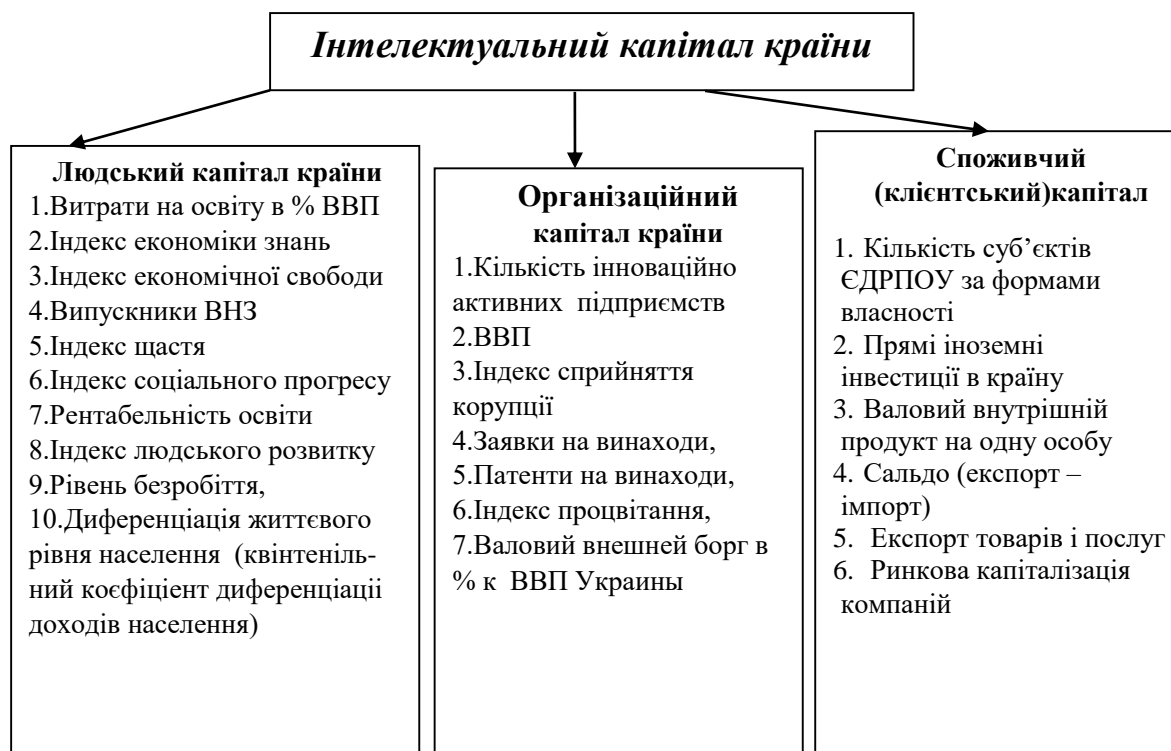 Інтелектуальний капітал країни
Людський капітал країни
1.Витрати на освіту в % ВВП
2.Індекс економіки знань
3.Індекс економічної свободи
4.Випускники ВНЗ
5.Індекс щастя
6.Індекс соціального прогресу
7.Рентабельність освіти
8.Індекс людського розвитку
9.Рівень безробіття,
10.Диференціація життєвого
рівня населення (квінтеніль-
ний коєфіцієнт диференціаціі
доходів населення)
Організаційний
капітал країни
1.Кількість інноваційно
активних підприємств
2.ВВП
3.Індекс сприйняття
корупції
4.Заявки на винаходи,
5.Патенти на винаходи,
6.Індекс процвітання,
7.Валовий внешней борг в
% к ВВП Украины
Споживчий
(клієнтський)капітал
1. Кількість суб’єктів
ЄДРПОУ за формами
власності
2. Прямі іноземні
інвестиції в країну
3. Валовий внутрішній
продукт на одну особу
4. Сальдо (експорт –
імпорт)
5. Експорт товарів і послуг
6. Ринкова капіталізація
компаній